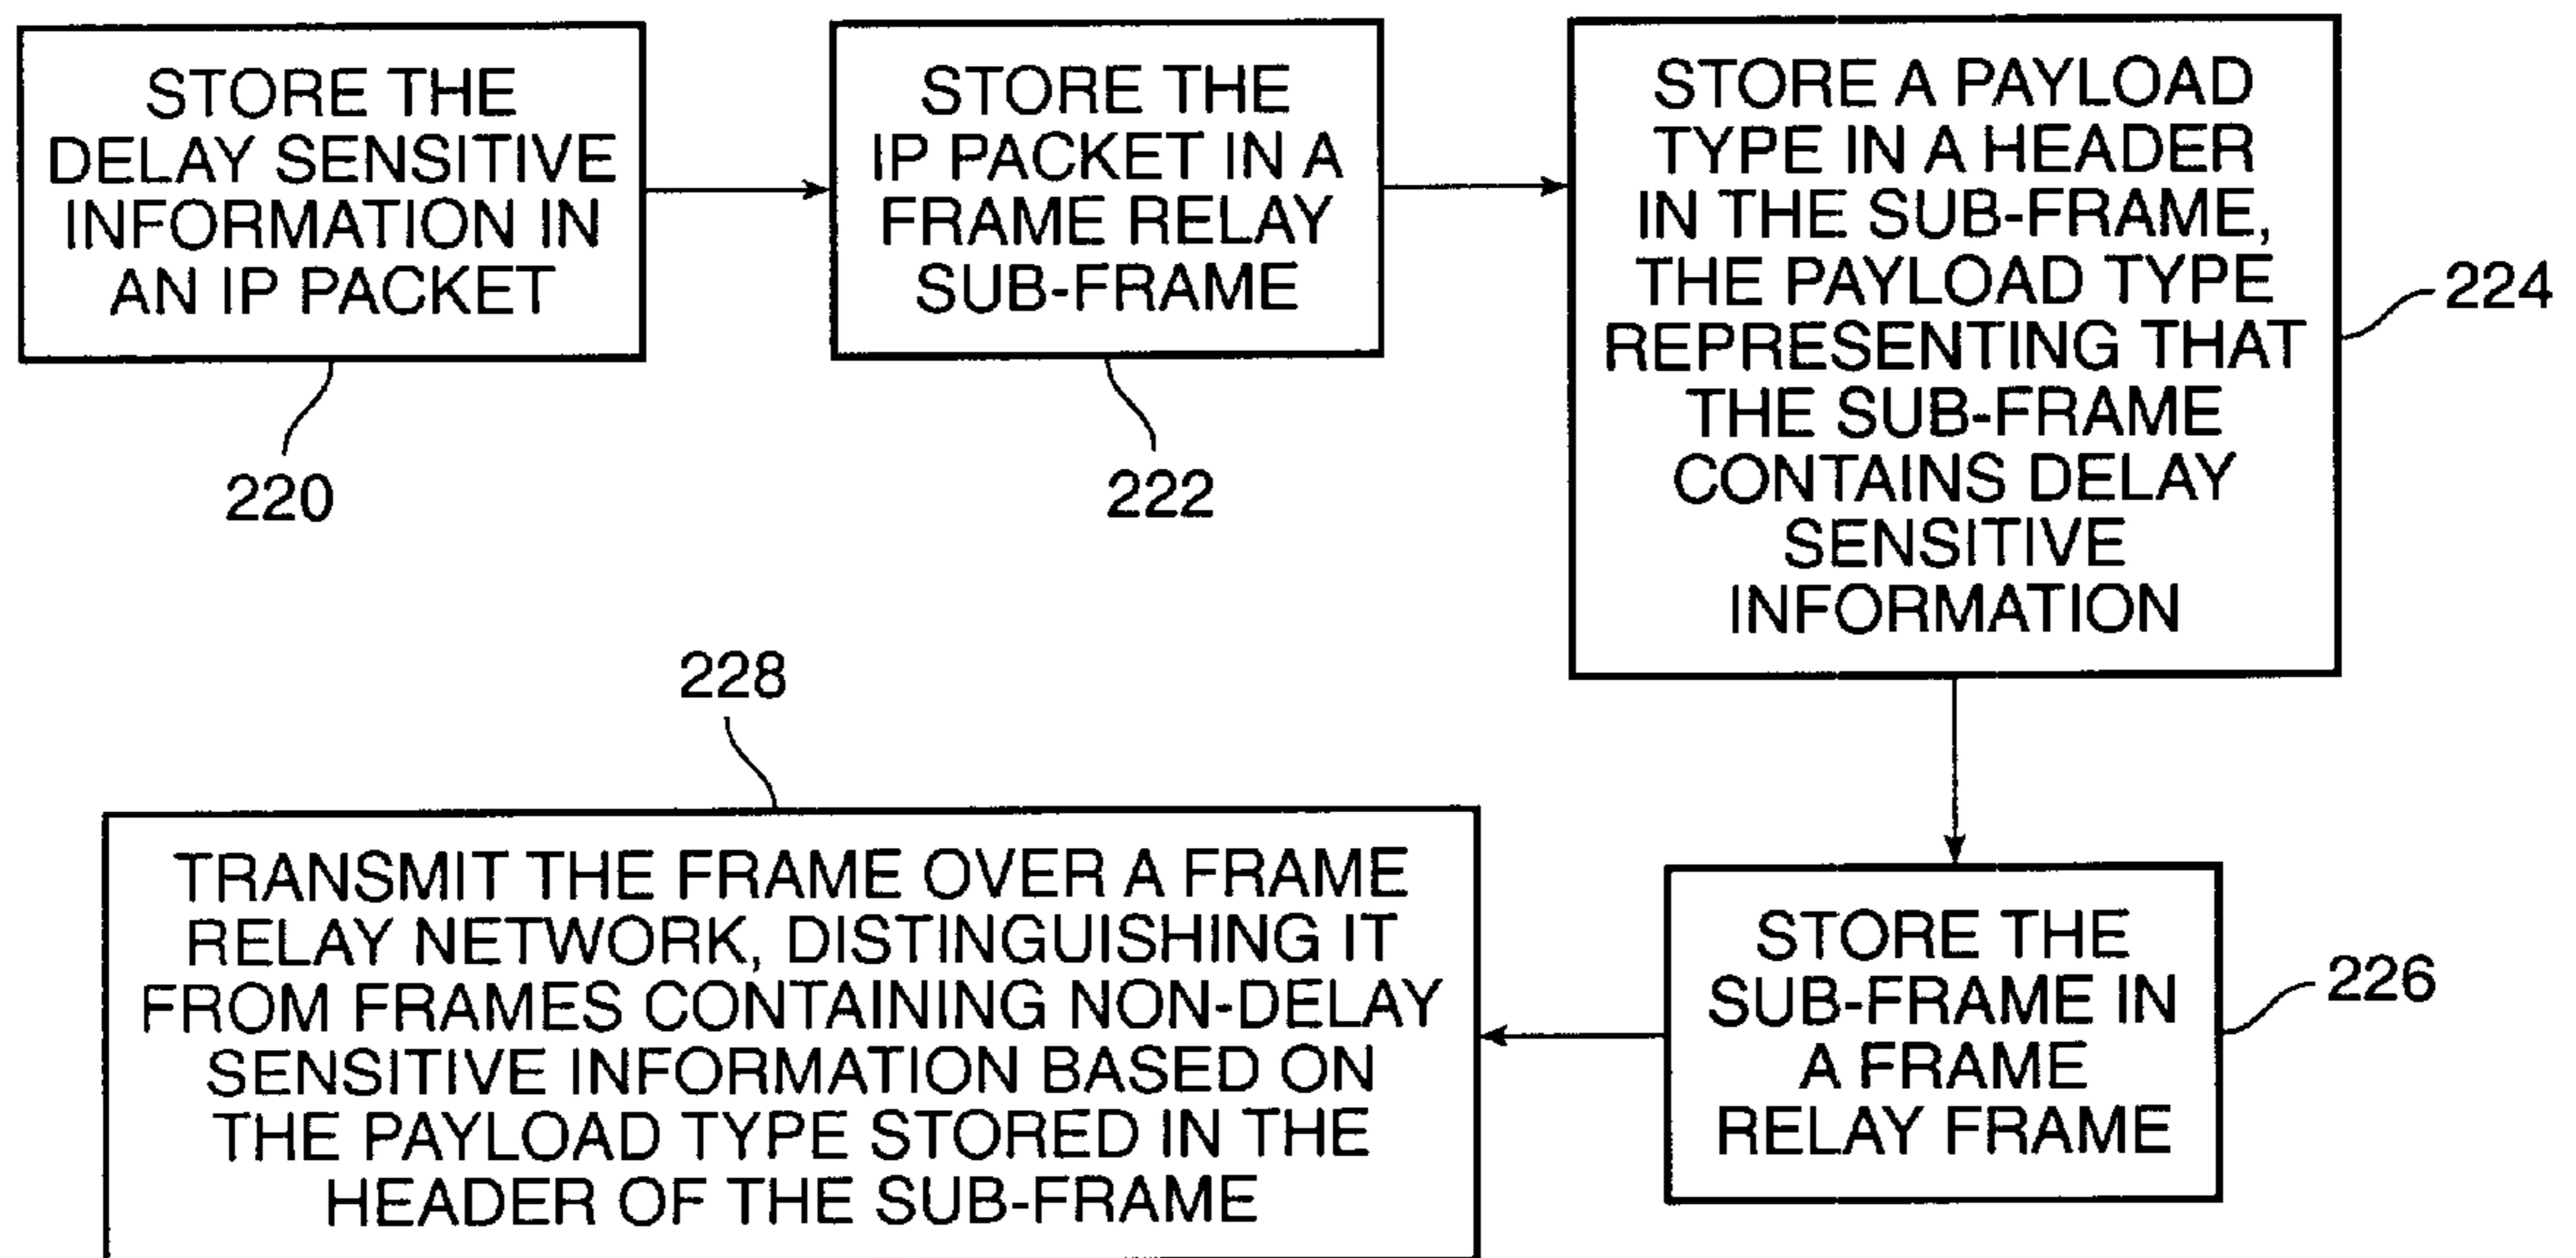 STORE THE
DELAY SENSITIVE
INFORMATION IN
AN IP PACKET
220
STORE THE
IP PACKET IN A
FRAME RELAY
SUB-FRAME
222
STORE A PAYLOAD
TYPE IN A HEADER
IN THE SUB-FRAME,
THE PAYLOAD TYPE
REPRESENTING THAT
THE SUB-FRAME
CONTAINS DELAY
SENSITIVE
INFORMATION
224
STORE THE
SUB-FRAME IN
A FRAME
RELAY FRAME
226
228
TRANSMIT THE FRAME OVER A FRAME
RELAY NETWORK, DISTINGUISHING IT
FROM FRAMES CONTAINING NON-DELAY
SENSITIVE INFORMATION BASED ON
THE PAYLOAD TYPE STORED IN THE
HEADER OF THE SUB-FRAME